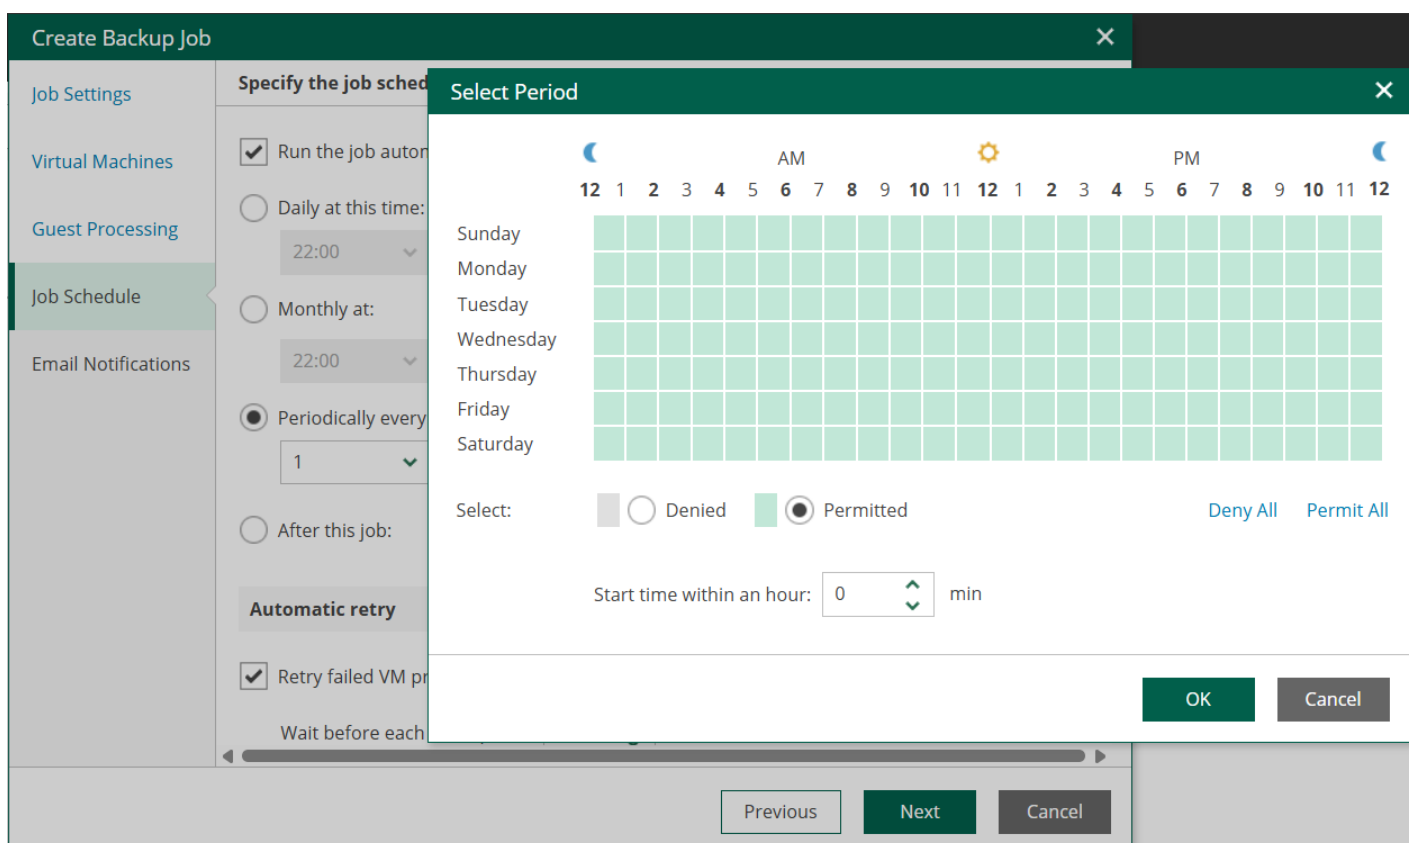 Create Backup Job
Job Settings
Virtual Machines
Guest Processing
Job Schedule
Email Notifications
Specify the job sched
Run the job auton
Daily at this time:
22:00
Monthly at:
22:00
Periodically every
1
After this job:
Automatic retry
Retry failed VM pr
Wait before each
Previous
Next
Cancel
Select Period
AM
PM
12 1 2 3 4 5 6 7 8 9 10 11 12 1 2 3 4 5 6 7 8 9 10 11 12
Sunday
Monday
Tuesday
Wednesday
Thursday
Friday
Saturday
Select:
Denied
Permitted
Deny All
Permit All
Start time within an hour: 0 min
OK
Cancel